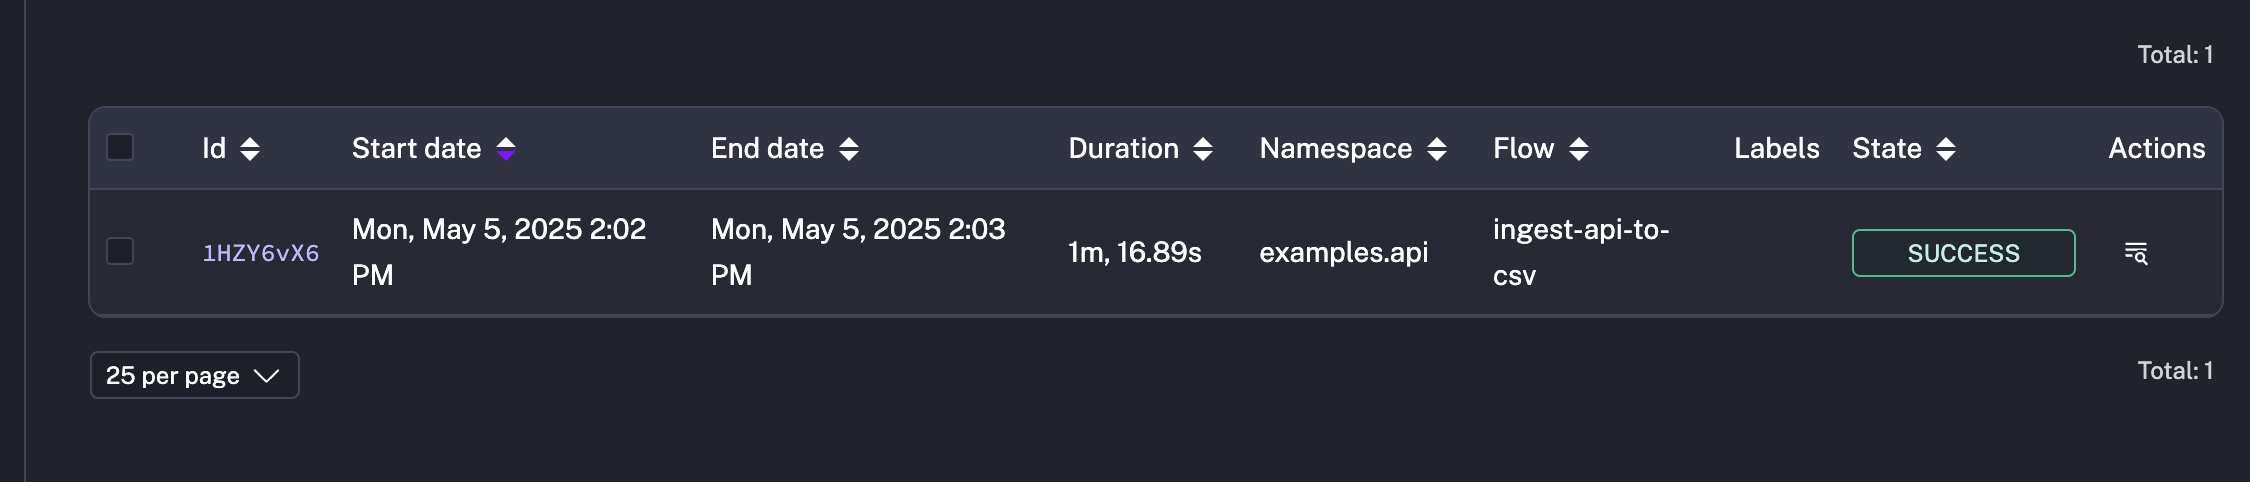 Total: 1
Id Start date End date Duration Namespace Flow Labels State Actions
1HZY6vX6 Mon, May 5, 2025 2:02 PM Mon, May 5, 2025 2:03 PM 1m, 16.89s examples.api ingest-api-to-csv SUCCESS
25 per page
Total: 1